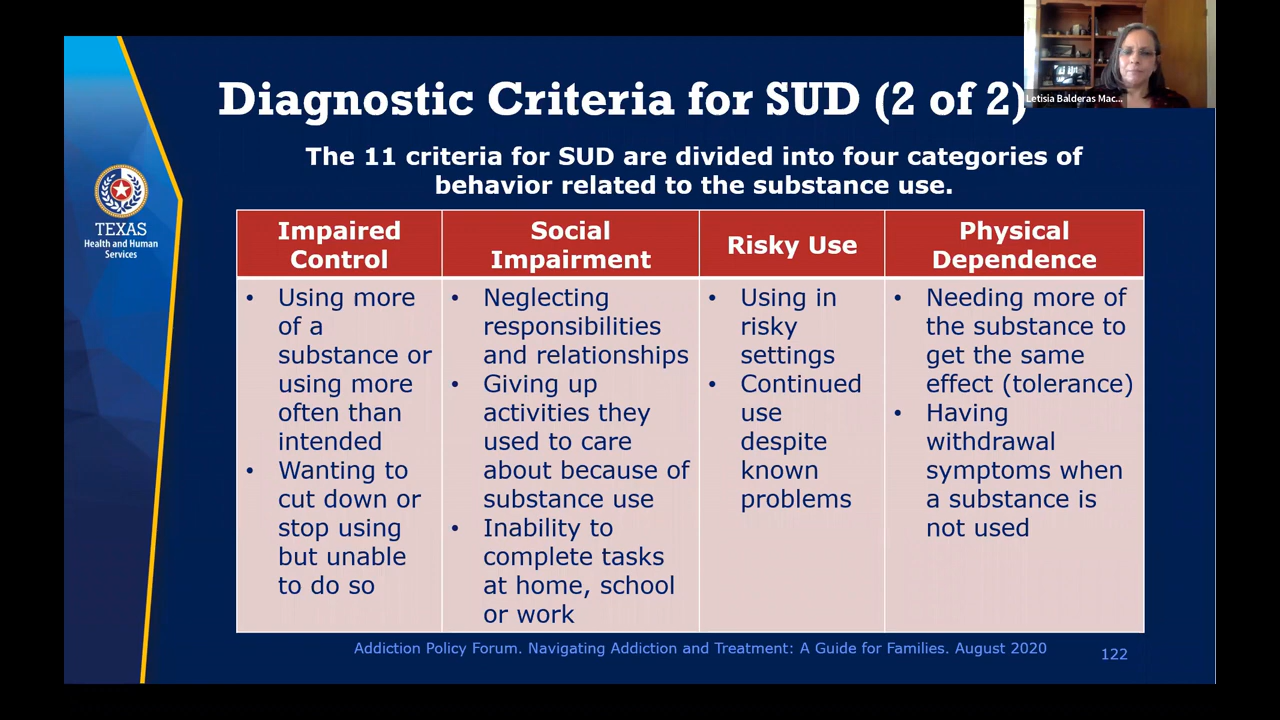 Diagnostic Criteria for SUD (2 of 2)
Letisia Balderas Mac...
The 11 criteria for SUD are divided into four categories of
behavior related to the substance use.
TEXAS
Health and Human
Services
Impaired
Control
• Using more
of a
substance or
using more
often than
intended
• Wanting to
cut down or
stop using
but unable
to do so
Social
Impairment
• Neglecting
responsibilities
and relationships
• Giving up
activities they
used to care
about because of
substance use
• Inability to
complete tasks
at home, school
or work
Risky Use
• Using in
risky
settings
• Continued
use
despite
known
problems
Physical
Dependence
• Needing more of
the substance to
get the same
effect (tolerance)
• Having
withdrawal
symptoms when
a substance is
not used
Addiction Policy Forum. Navigating Addiction and Treatment: A Guide for Families. August 2020
122